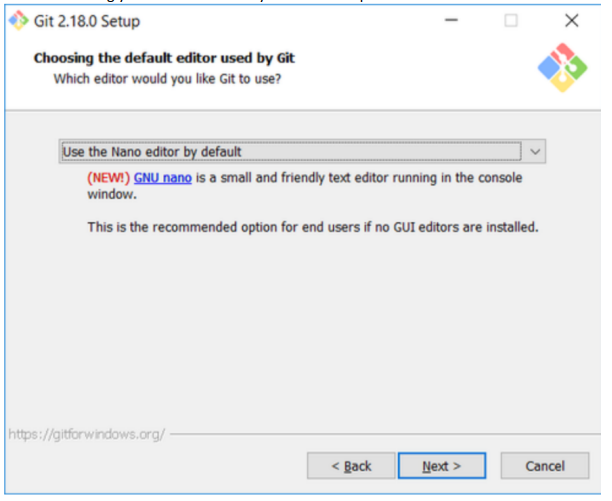 Git 2.18.0 Setup
Choosing the default editor used by Git
Which editor would you like Git to use?
Use the Nano editor by default
(NEW!) GNU nano is a small and friendly text editor running in the console
window.
This is the recommended option for end users if no GUI editors are installed.
https://gitforwindows.org/
< Back Next > Cancel